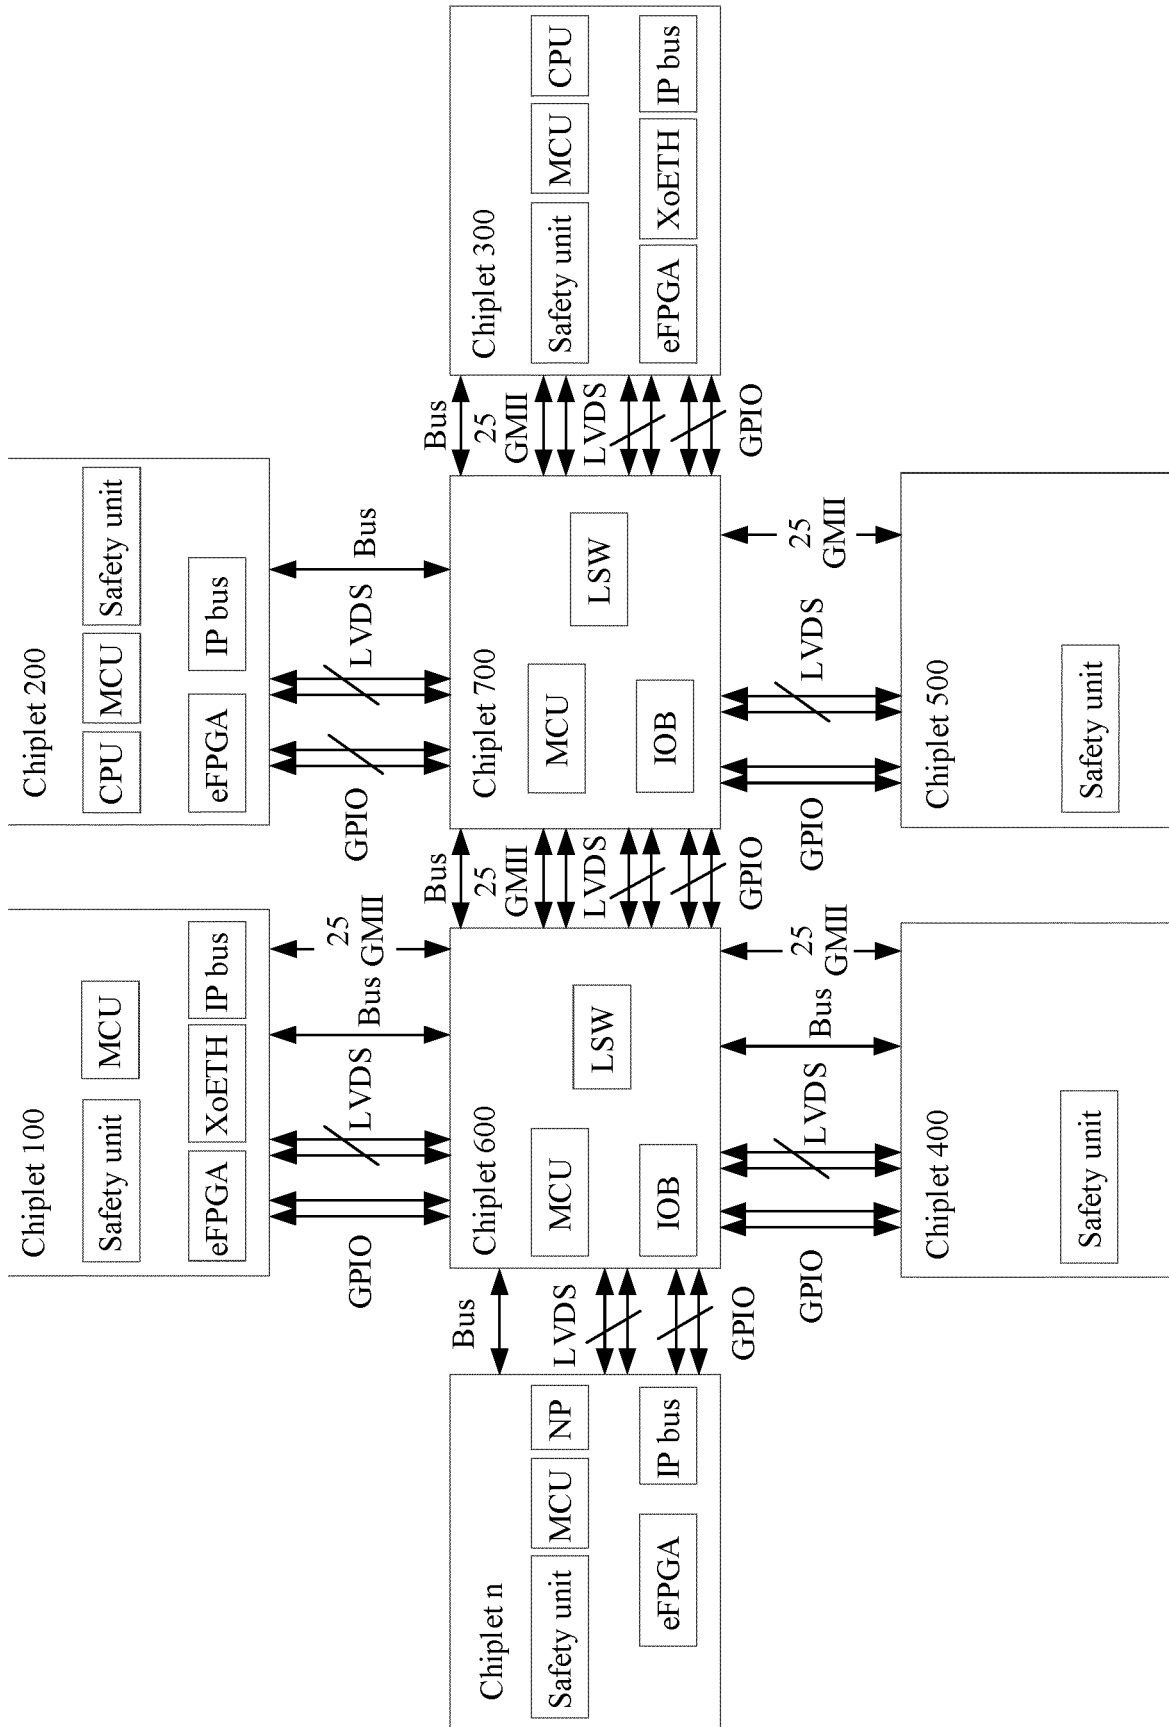 Chiplet 100
Safety unit
MCU
eFPGA
XoETH
IP bus
Chiplet 200
CPU
MCU
Safety unit
eFPGA
IP bus
GPIO
LVDS
Bus
25
GMII
GPIO
LVDS
Bus
Chiplet n
Safety unit
MCU
NP
eFPGA
IP bus
Bus
LVDS
GPIO
Chiplet 600
MCU
LSW
IOB
Bus
25
GMII
LVDS
GPIO
Chiplet 700
MCU
LSW
IOB
Bus
25
GMII
LVDS
GPIO
Chiplet 300
Safety unit
MCU
CPU
eFPGA
XoETH
IP bus
GPIO
LVDS
Bus
25
GMII
GPIO
LVDS
25
GMII
Chiplet 400
Safety unit
Chiplet 500
Safety unit